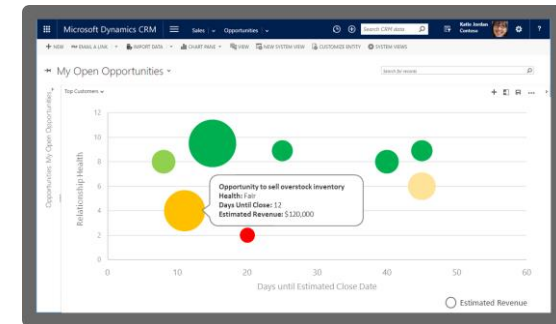 Microsoft Dynamics CRM Sales Opportunities Search CRM data Katie Jordan
Contoso ?
NEW EMAIL A LINK IMPORT DATA CHART PANE VIEW NEW SYSTEM VIEW CUSTOMIZE ENTITY SYSTEM VIEWS
My Open Opportunities Search for records
Top Customers
Opportunities: My Open Opportunities
Relationship Health
12
10
8
6
4
2
0
Opportunity to sell overstock inventory
Health: Fair
Days Until Close: 12
Estimated Revenue: $120,000
0 10 20 30 40 50 60
Days until Estimated Close Date
Estimated Revenue